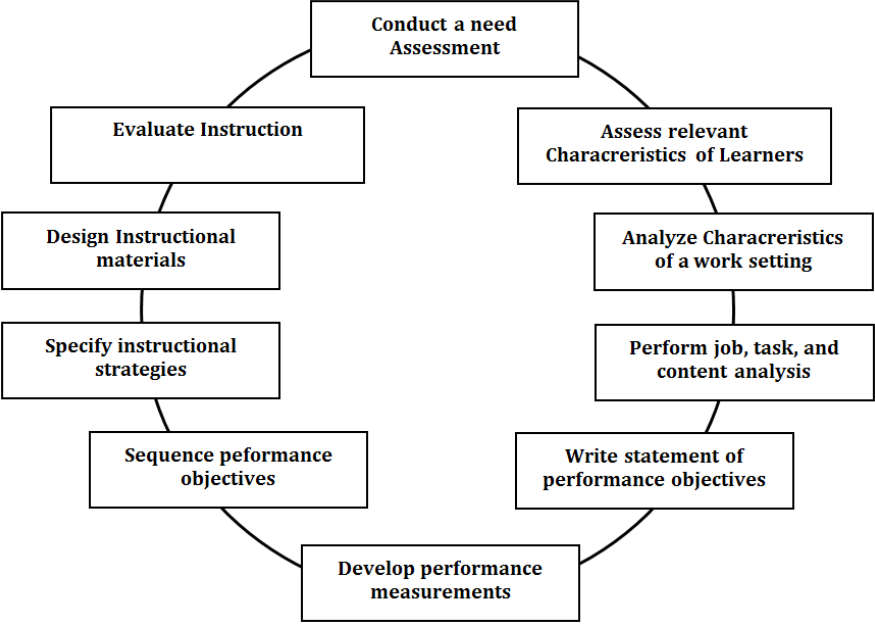 Conduct a need
Assessment
Evaluate Instruction
Assess relevant
Characreristics of Learners
Design Instructional
materials
Analyze Characreristics
of a work setting
Specify instructional
strategies
Perform job, task, and
content analysis
Sequence peformance
objectives
Write statement of
performance objectives
Develop performance
measurements